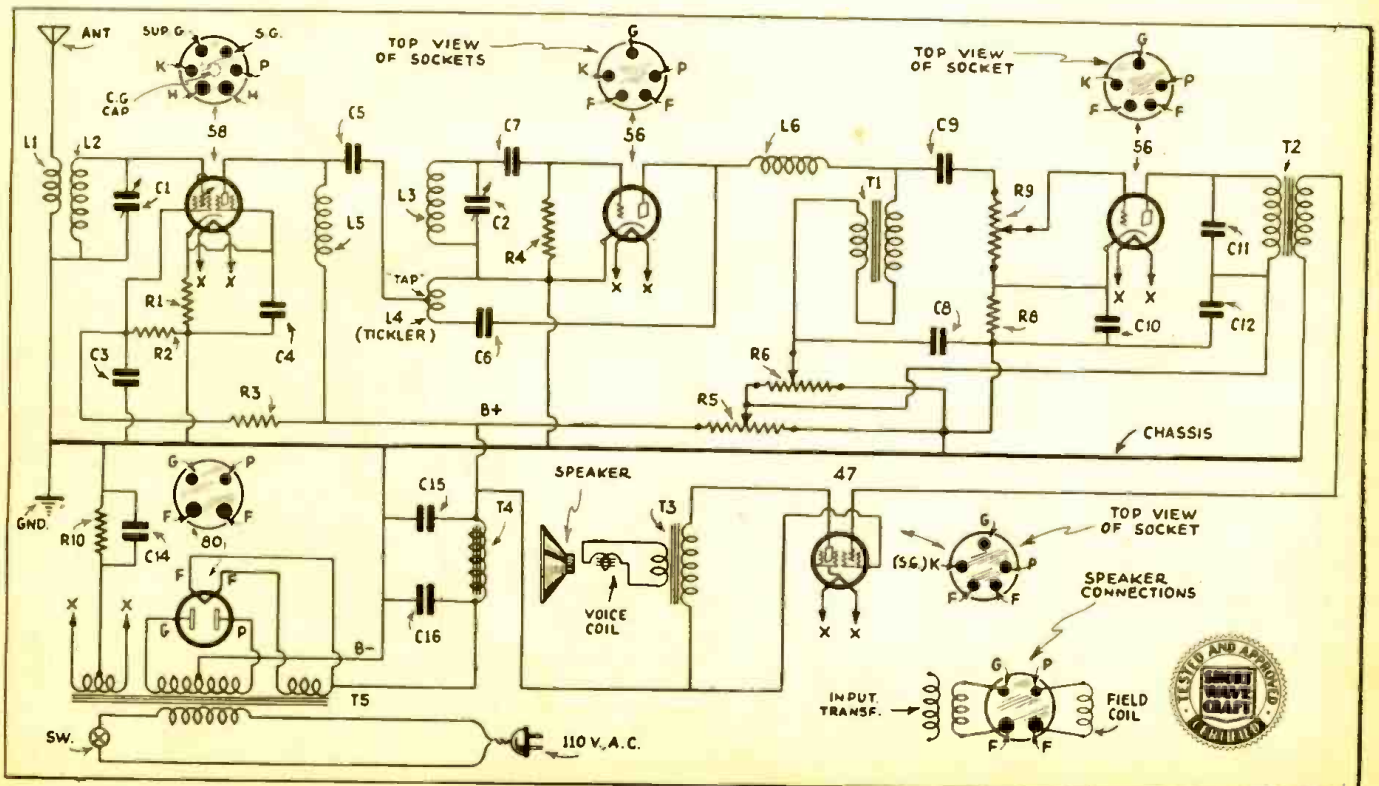 ANT
SUP.G
S.G.
K
P
C.G
CAP
H
H
58
TOP VIEW
OF SOCKETS
G
K
P
F
F
56
TOP VIEW
OF SOCKET
G
K
P
F
F
56
L1
L2
C1
C5
L5
L3
C7
C2
R4
TAP
L4
(TICKLER)
C6
X
X
L6
T1
C9
R9
C8
R8
C10
X
X
C11
C12
T2
X
X
R1
R2
C3
C4
R3
B+
R6
R5
CHASSIS
GND.
R10
C14
G
P
F
F
80
F
F
G
P
X
X
B-
C15
C16
T4
T5
SW.
110 V. A.C.
SPEAKER
VOICE
COIL
T3
47
X
X
TOP VIEW
OF SOCKET
G
(S.G.) K
P
F
F
SPEAKER
CONNECTIONS
G
P
INPUT
TRANSF.
FIELD
COIL
F
F
TESTED AND APPROVED
SHORT
WAVE
CRAFT
CERTIFIED